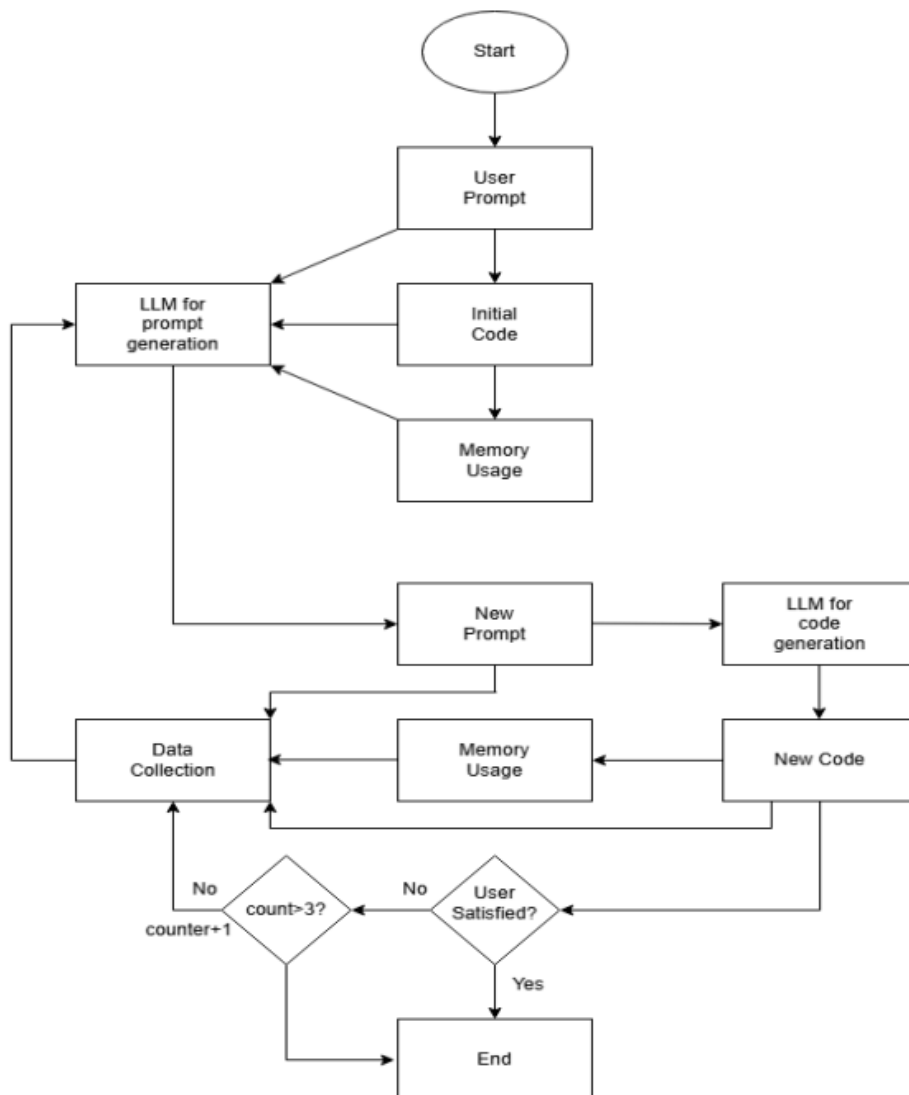 Start
User
Prompt
LLM for
prompt
generation
Initial
Code
Memory
Usage
New
Prompt
LLM for
code
generation
Data
Collection
Memory
Usage
New Code
No
counter+1
count>3?
No
User
Satisfied?
Yes
End